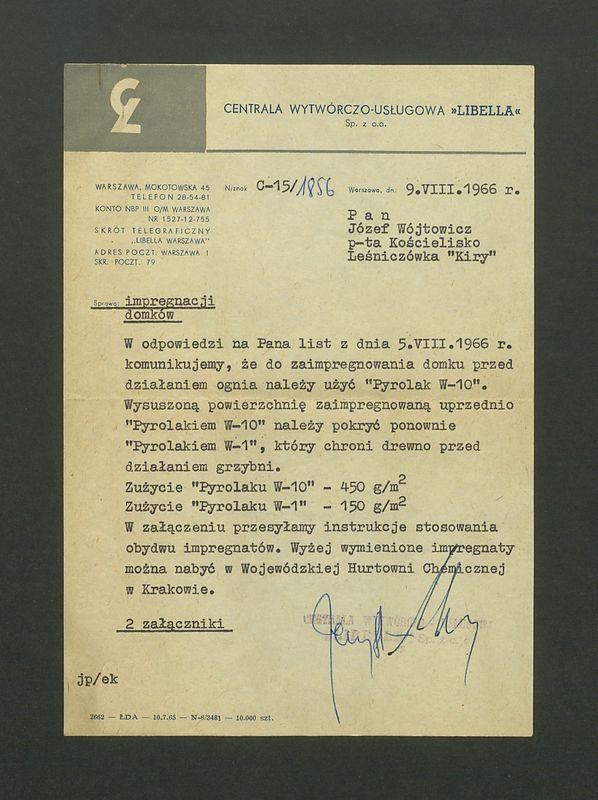 CENTRALA WYTWÓRCZO-USŁUGOWA »LIBELLA«
Sp. z o.o.
WARSZAWA, MOKOTOWSKA 45
TELEFON 28-54-81
KONTO NBP III O/M WARSZAWA
NR 1527-12-755
SKRÓT TELEGRAFICZNY
„LIBELLA WARSZAWA"
ADRES POCZT. WARSZAWA 1
SKR. POCZT. 79
N/znak C-15/1856 Warszawa, dn. 9.VIII.1966 r.
Pan
Józef Wójtowicz
p-ta Kościelisko
Leśniczówka "Kiry"
Sprawa: impregnacji
domków
W odpowiedzi na Pana list z dnia 5.VIII.1966 r.
komunikujemy, że do zaimpregnowania domku przed
działaniem ognia należy użyć "Pyrolak W-10".
Wysuszoną powierzchnię zaimpregnowaną uprzednio
"Pyrolakiem W-10" należy pokryć ponownie
"Pyrolakiem W-1", który chroni drewno przed
działaniem grzybni.
Zużycie "Pyrolaku W-10" - 450 g/m²
Zużycie "Pyrolaku W-1" - 150 g/m²
W załączeniu przesyłamy instrukcje stosowania
obydwu impregnatów. Wyżej wymienione impregnaty
można nabyć w Wojewódzkiej Hurtowni Chemicznej
w Krakowie.
2 załączniki
jp/ek
2662 — ŁDA — 10.7.65 — N-6/3481 — 10.000 szt.